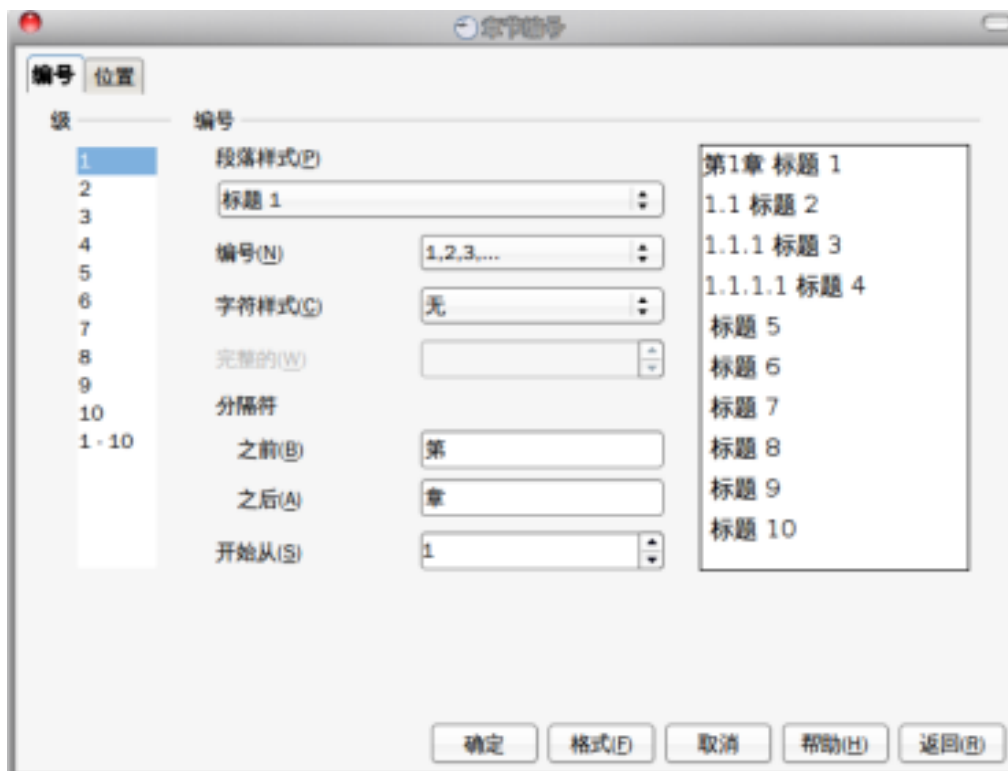 章节编号
编号 位置
级
1
2
3
4
5
6
7
8
9
10
1 - 10
编号
段落样式(P)
标题 1
编号(N) 1,2,3,...
字符样式(C) 无
完整的(W)
分隔符
之前(B) 第
之后(A) 章
开始从(S) 1
第1章 标题 1
1.1 标题 2
1.1.1 标题 3
1.1.1.1 标题 4
标题 5
标题 6
标题 7
标题 8
标题 9
标题 10
确定 格式(F) 取消 帮助(H) 返回(R)